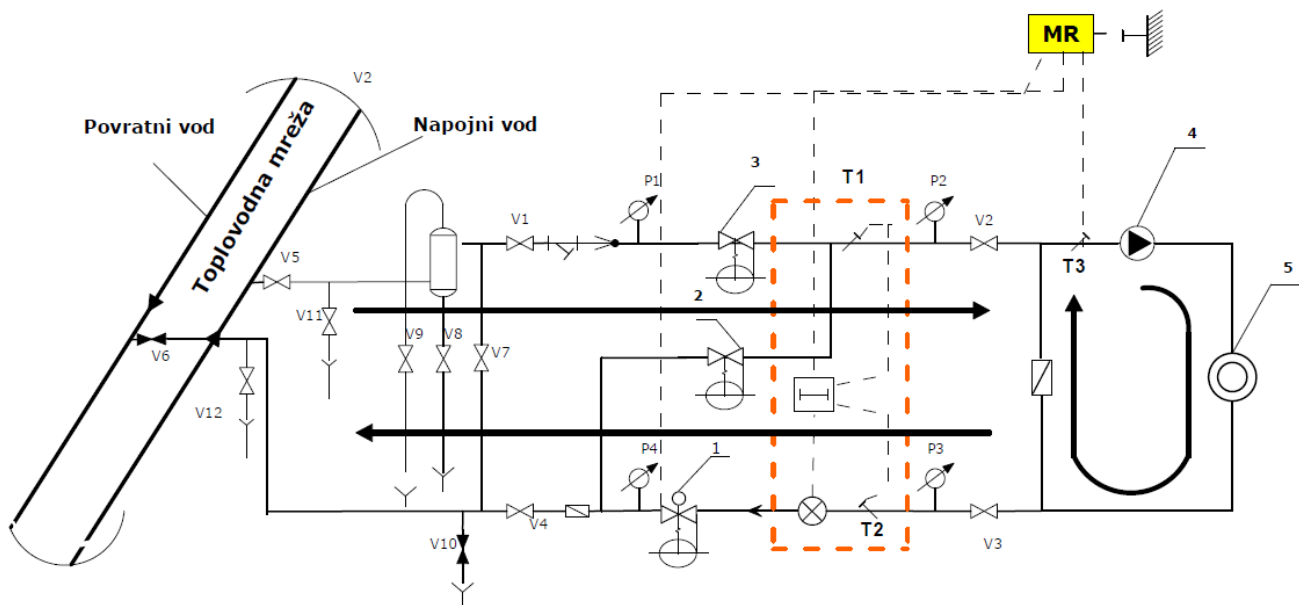 MR
V2
Povratni vod
Napojni vod
Toplovodna mreža
3
4
P1
T1
P2
V1
V2
V5
T3
5
V11
2
V9
V8
V7
V6
V12
P4
1
P3
V4
T2
V10
V3